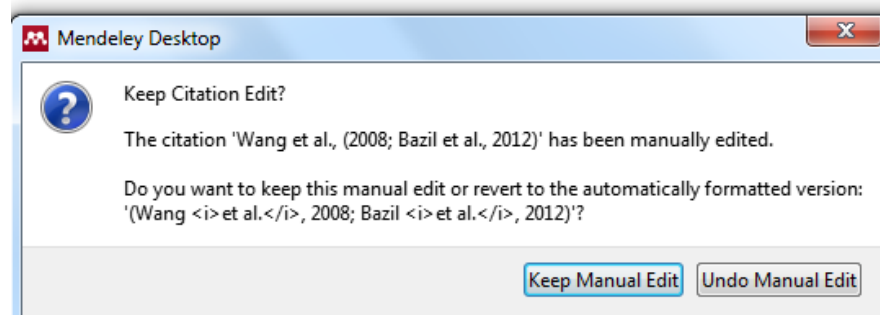 Mendeley Desktop
Keep Citation Edit?
The citation 'Wang et al., (2008; Bazil et al., 2012)' has been manually edited.
Do you want to keep this manual edit or revert to the automatically formatted version:
'(Wang <i>et al.</i>, 2008; Bazil <i>et al.</i>, 2012)'?
Keep Manual Edit Undo Manual Edit